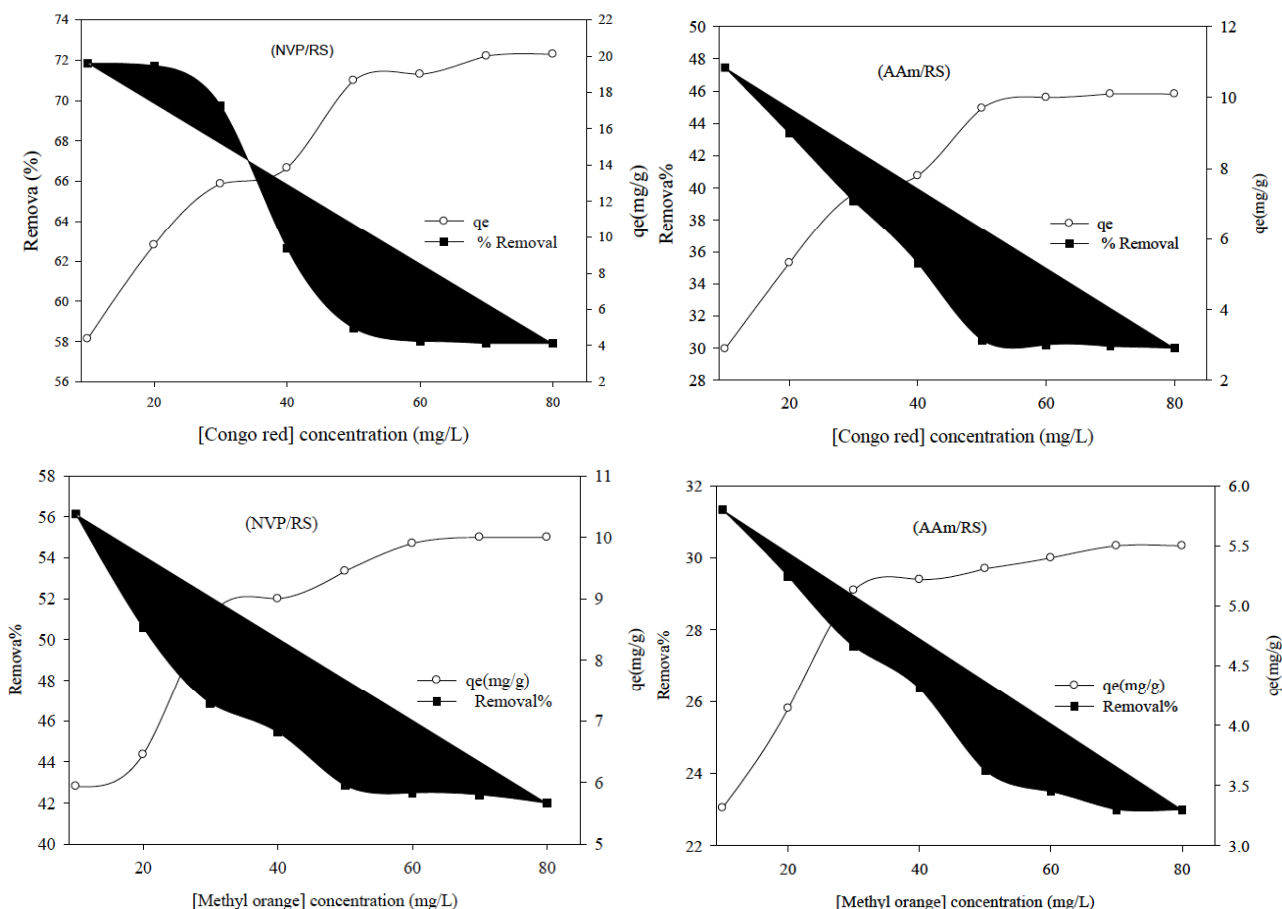 74
72
70
68
66
64
62
60
58
56
Remova (%)
(NVP/RS)
qe
% Removal
22
20
18
16
14
12
10
8
6
4
2
qe(mg/g)
20 40 60 80
[Congo red] concentration (mg/L)
50
48
46
44
42
40
38
36
34
32
30
28
Remova%
(AAm/RS)
qe
% Removal
12
10
8
6
4
2
qe(mg/g)
20 40 60 80
[Congo red] concentration (mg/L)
58
56
54
52
50
48
46
44
42
40
Remova%
(NVP/RS)
qe(mg/g)
Removal%
11
10
9
8
7
6
5
qe(mg/g)
20 40 60 80
[Methyl orange] concentration (mg/L)
32
30
28
26
24
22
Remova%
(AAm/RS)
qe(mg/g)
Removal%
6.0
5.5
5.0
4.5
4.0
3.5
3.0
qe(mg/g)
20 40 60 80
[Methyl orange] concentration (mg/L)